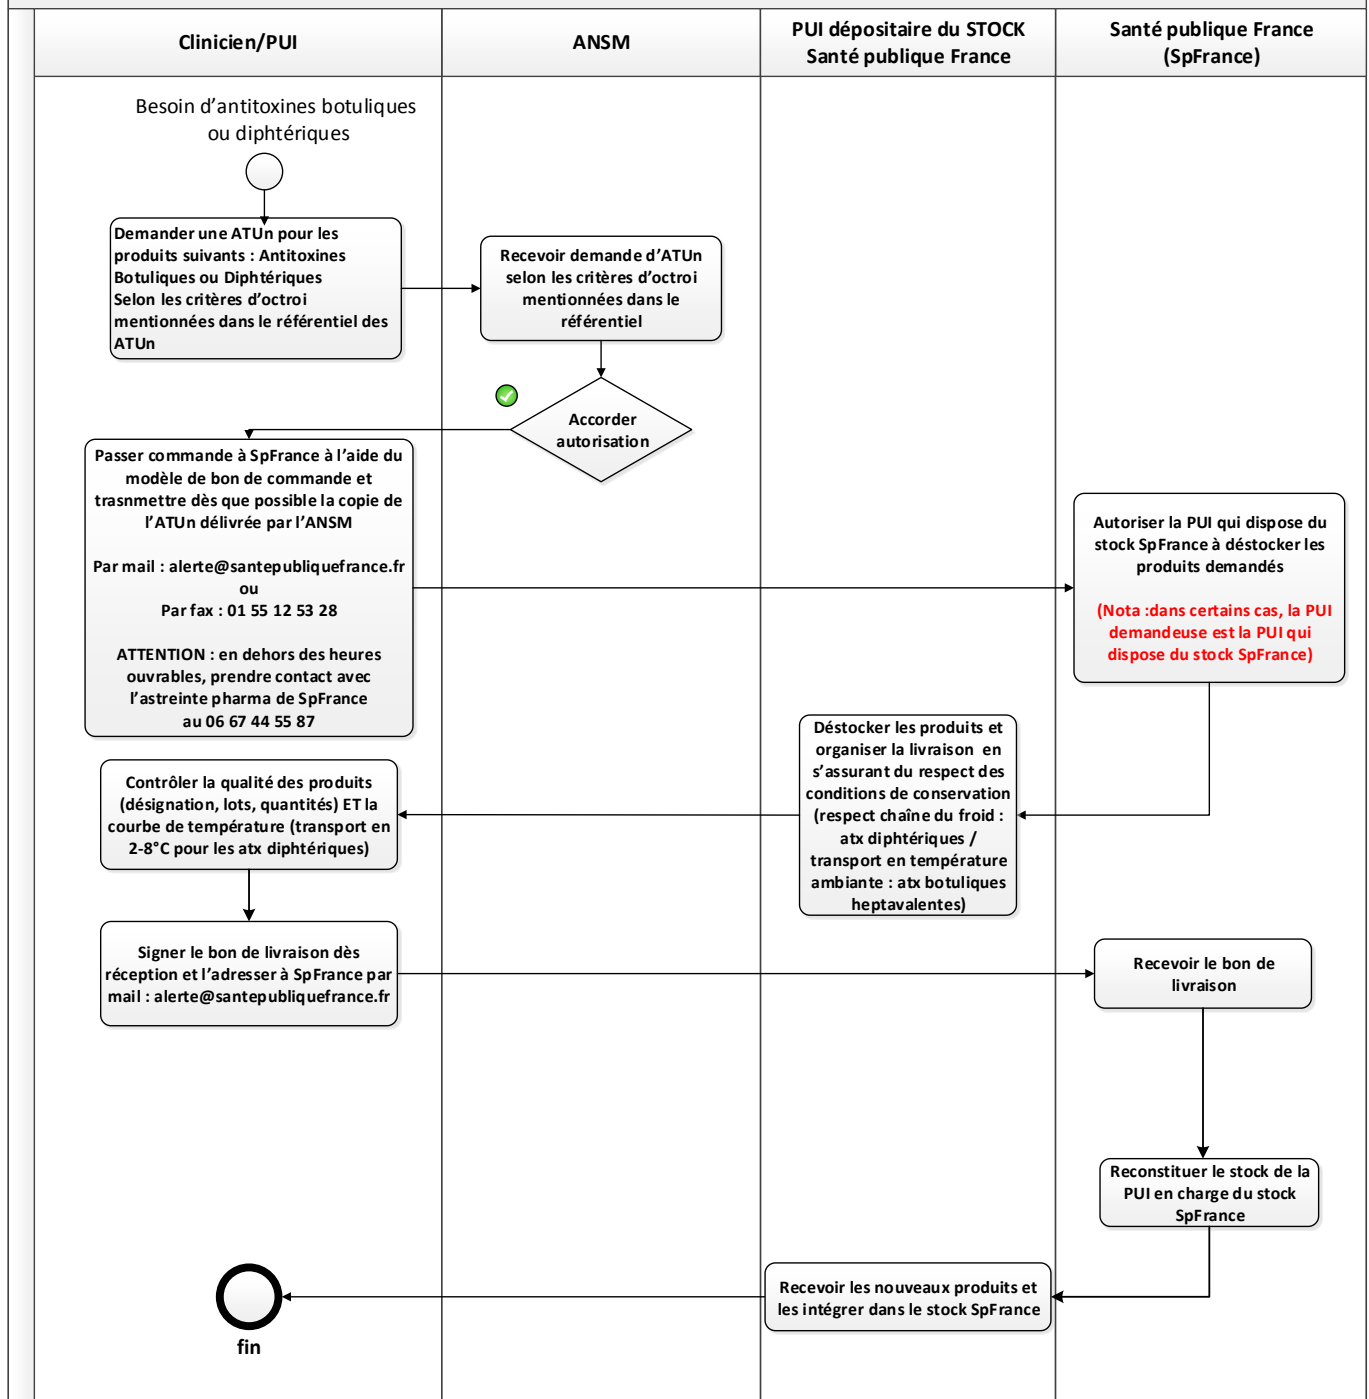 Clinicien/PUI
ANSM
PUI dépositaire du STOCK
Santé publique France
Santé publique France
(SpFrance)
Besoin d'antitoxines botuliques
ou diphtériques
Demander une ATUn pour les
produits suivants : Antitoxines
Botuliques ou Diphtériques
Selon les critères d'octroi
mentionnées dans le référentiel des
ATUn
Recevoir demande d'ATUn
selon les critères d'octroi
mentionnées dans le
référentiel
Accorder
autorisation
Passer commande à SpFrance à l'aide du
modèle de bon de commande et
trasnmettre dès que possible la copie de
l'ATUn délivrée par l'ANSM
Par mail : alerte@santepubliquefrance.fr
ou
Par fax : 01 55 12 53 28
ATTENTION : en dehors des heures
ouvrables, prendre contact avec
l'astreinte pharma de SpFrance
au 06 67 44 55 87
Autoriser la PUI qui dispose du
stock SpFrance à déstocker les
produits demandés
(Nota :dans certains cas, la PUI
demandeuse est la PUI qui
dispose du stock SpFrance)
Déstocker les produits et
organiser la livraison en
s'assurant du respect des
conditions de conservation
(respect chaîne du froid :
atx diphtériques /
transport en température
ambiante : atx botuliques
heptavalentes)
Contrôler la qualité des produits
(désignation, lots, quantités) ET la
courbe de température (transport en
2-8°C pour les atx diphtériques)
Signer le bon de livraison dès
réception et l'adresser à SpFrance par
mail : alerte@santepubliquefrance.fr
Recevoir le bon de
livraison
Reconstituer le stock de la
PUI en charge du stock
SpFrance
Recevoir les nouveaux produits et
les intégrer dans le stock SpFrance
fin